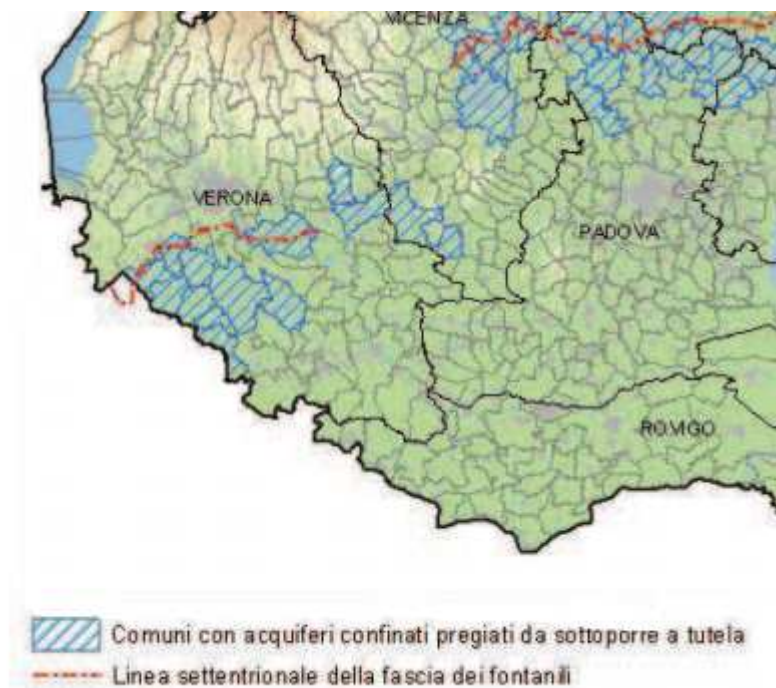 VICENZA
VERONA
PADOVA
ROVIGO
Comuni con acquiferi confinati pregiati da sottoporre a tutela
Linea settentrionale della fascia dei fontanili